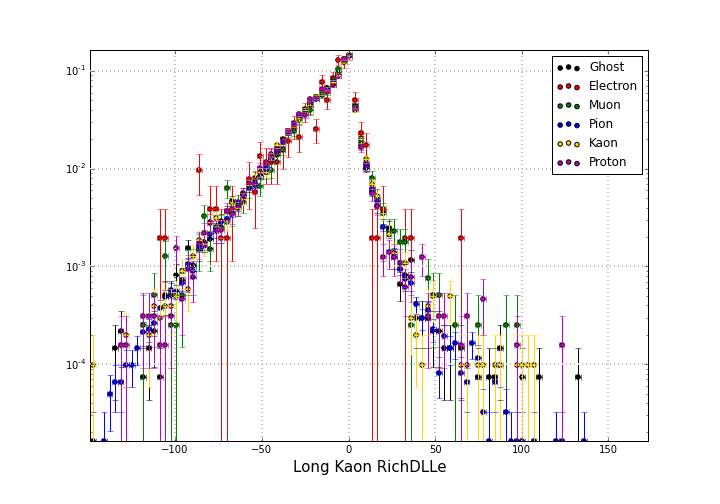 10^-1
10^-2
10^-3
10^-4
−100
−50
0
50
100
150
Long Kaon RichDLLe
Ghost
Electron
Muon
Pion
Kaon
Proton